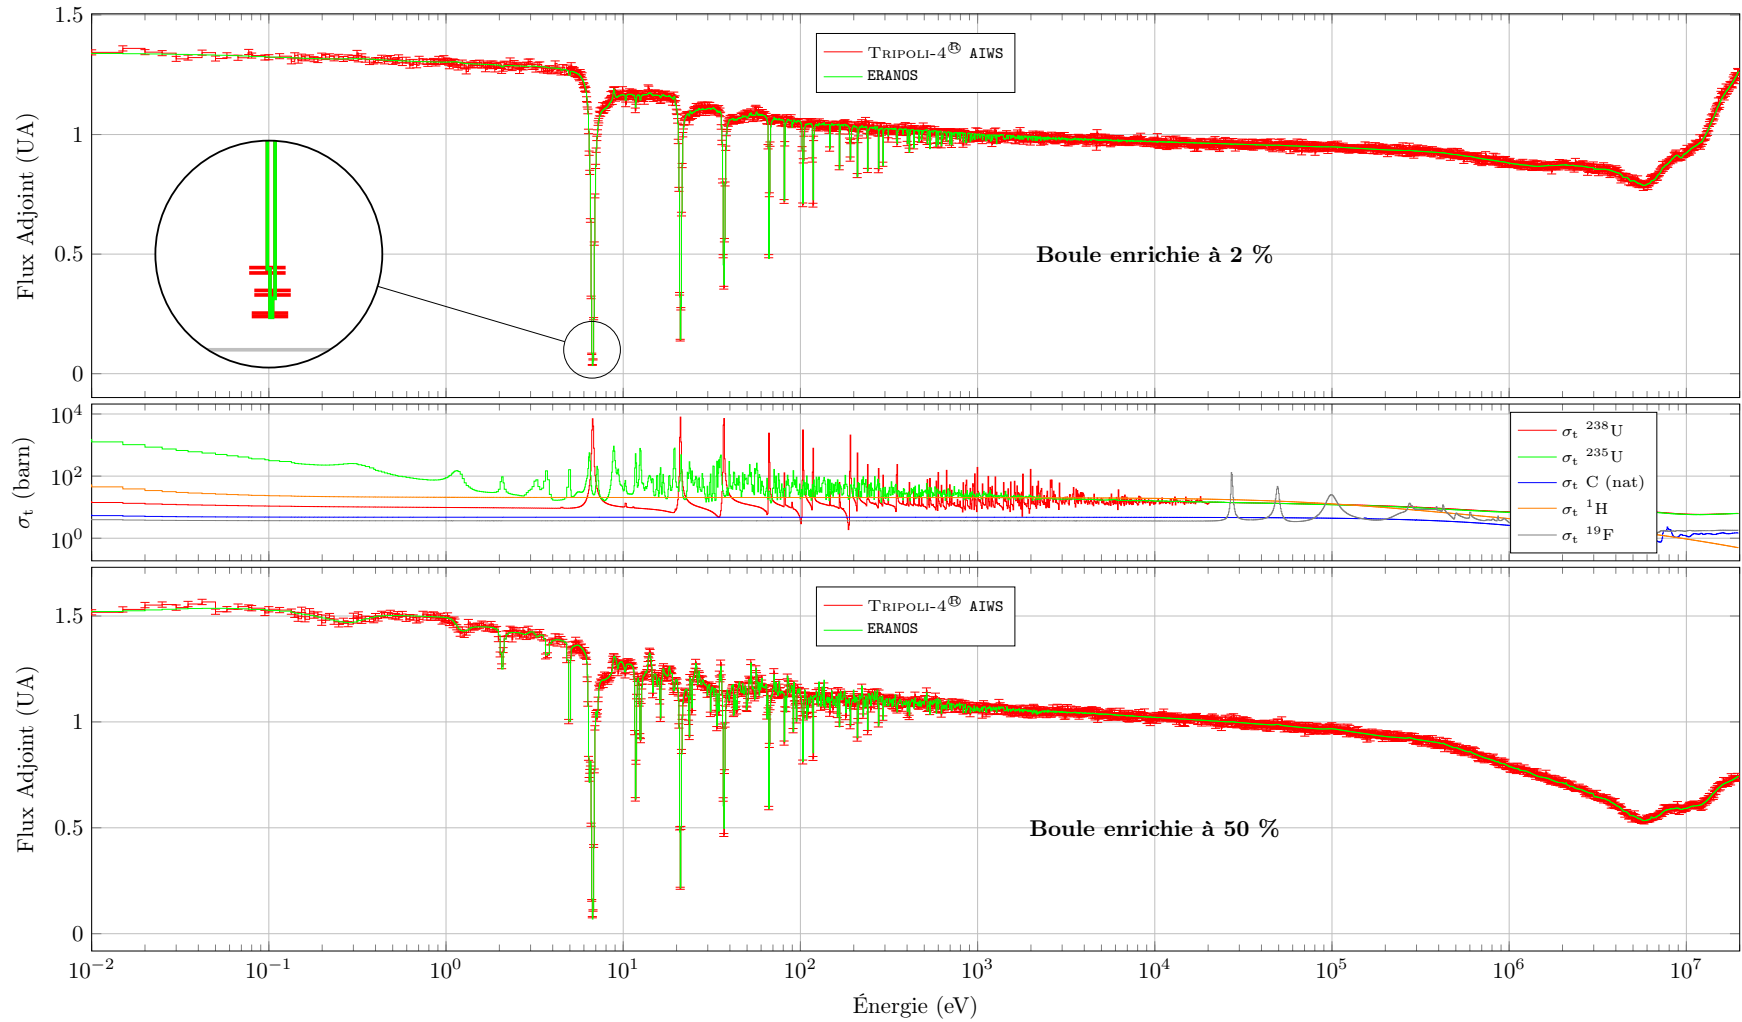 1.5
1
0.5
0
Flux Adjoint (UA)
Tripoli-4® AIWS
ERANOS
Boule enrichie à 2 %
10⁴
10²
10⁰
σt (barn)
σt ²³⁸U
σt ²³⁵U
σt C (nat)
σt ¹H
σt ¹⁹F
1.5
1
0.5
0
Flux Adjoint (UA)
Tripoli-4® AIWS
ERANOS
Boule enrichie à 50 %
10⁻² 10⁻¹ 10⁰ 10¹ 10² 10³ 10⁴ 10⁵ 10⁶ 10⁷
Énergie (eV)